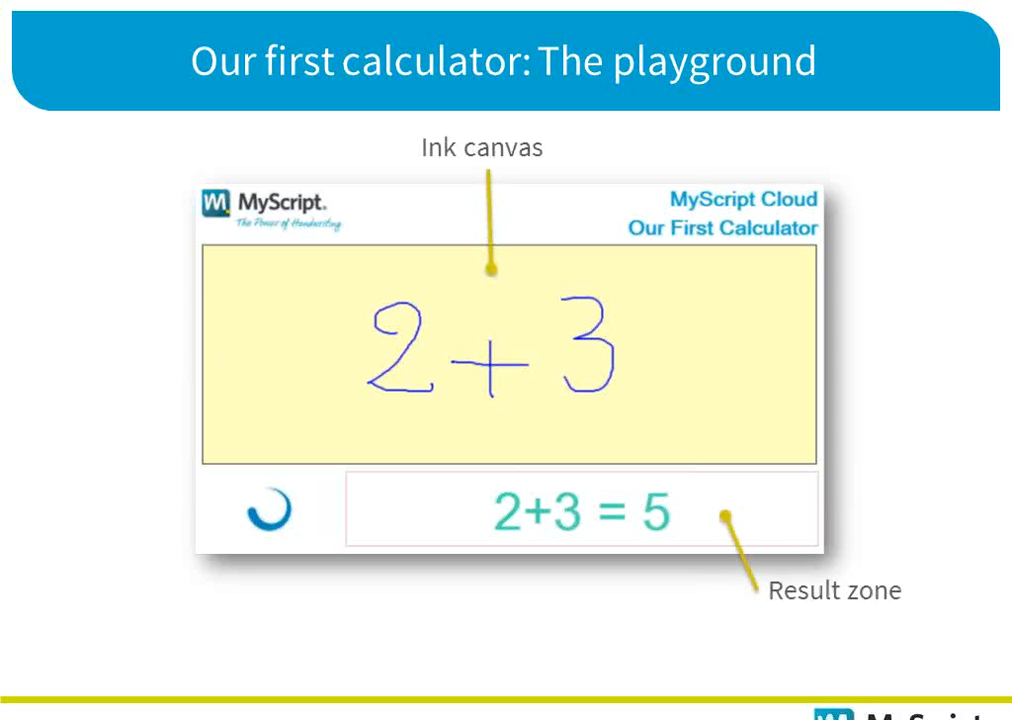 Our first calculator: The playground
Ink canvas
MyScript.
The Power of Handwriting
MyScript Cloud
Our First Calculator
2 + 3
2+3 = 5
Result zone